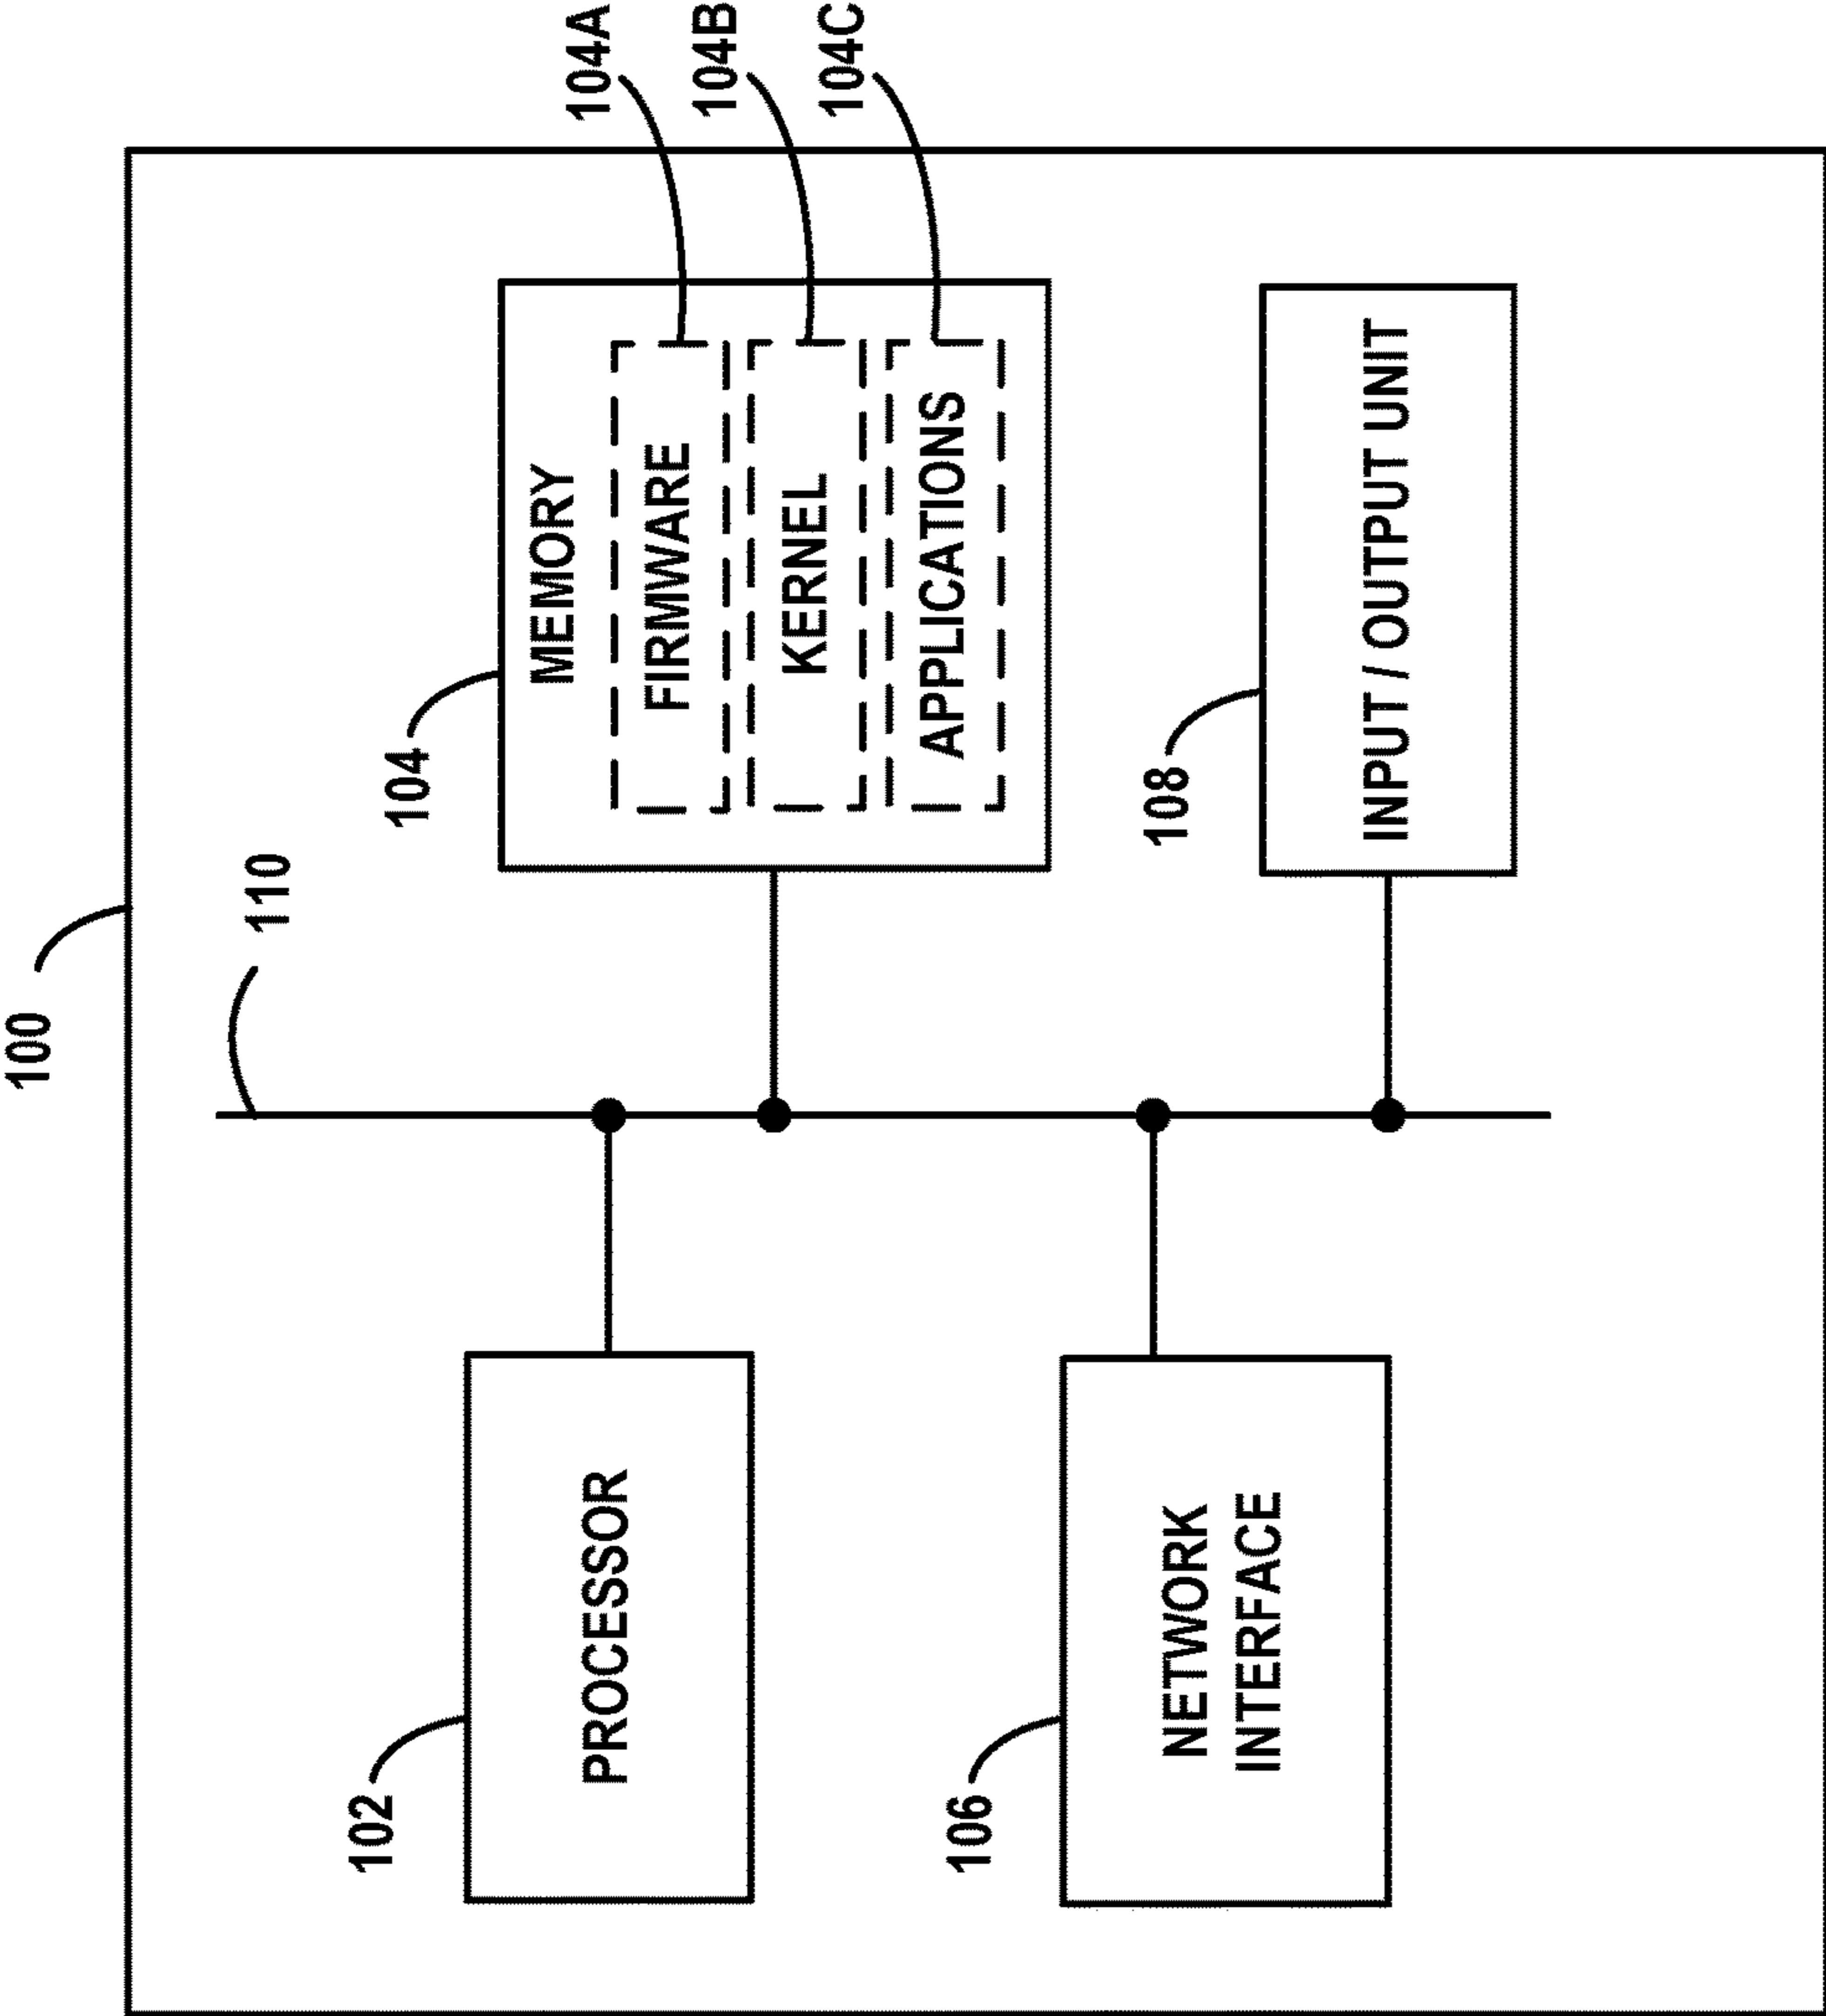 100
110
102
PROCESSOR
104
MEMORY
FIRMWARE
104A
KERNEL
104B
APPLICATIONS
104C
106
NETWORK
INTERFACE
108
INPUT / OUTPUT UNIT